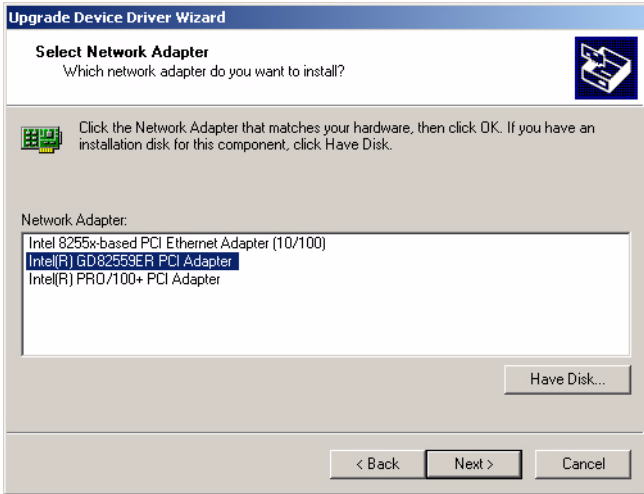 Upgrade Device Driver Wizard
Select Network Adapter
Which network adapter do you want to install?
Click the Network Adapter that matches your hardware, then click OK. If you have an
installation disk for this component, click Have Disk.
Network Adapter:
Intel 8255x-based PCI Ethernet Adapter (10/100)
Intel(R) GD82559ER PCI Adapter
Intel(R) PRO/100+ PCI Adapter
Have Disk...
< Back
Next >
Cancel